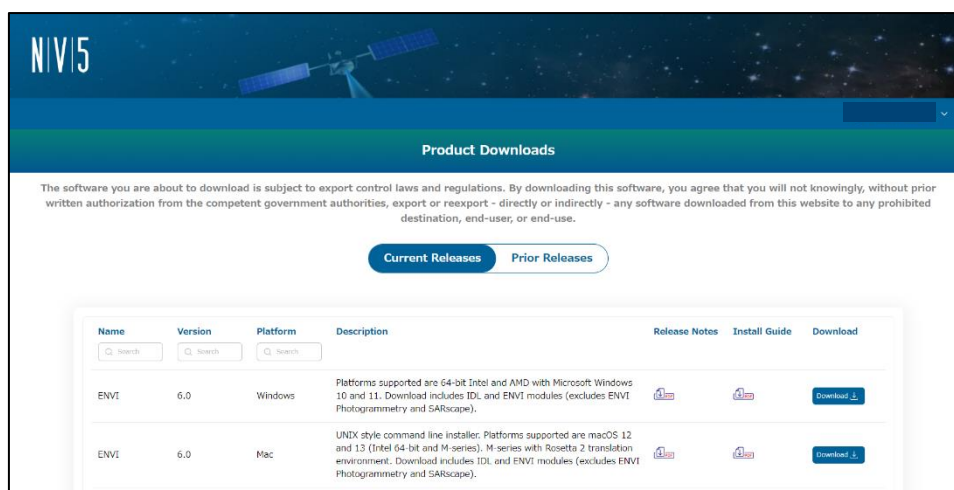 N|V|5
Product Downloads
The software you are about to download is subject to export control laws and regulations. By downloading this software, you agree that you will not knowingly, without prior
written authorization from the competent government authorities, export or reexport - directly or indirectly - any software downloaded from this website to any prohibited
destination, end-user, or end-use.
Current Releases Prior Releases
Name Version Platform Description Release Notes Install Guide Download
Search Search Search
Platforms supported are 64-bit Intel and AMD with Microsoft Windows
ENVI 6.0 Windows 10 and 11. Download includes IDL and ENVI modules (excludes ENVI Download
Photogrammetry and SARscape).
UNIX style command line installer. Platforms supported are macOS 12
and 13 (Intel 64-bit and M-series). M-series with Rosetta 2 translation
ENVI 6.0 Mac environment. Download includes IDL and ENVI modules (excludes ENVI Download
Photogrammetry and SARscape).